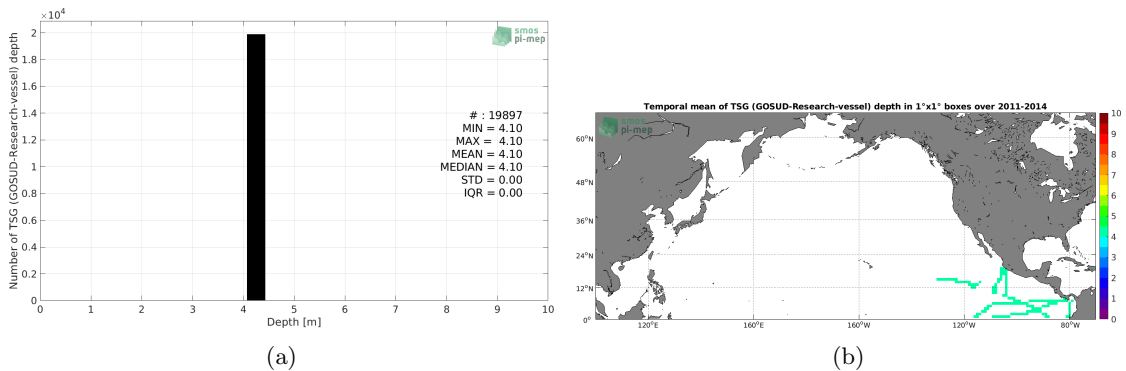 ×10⁴
2
1.8
1.6
1.4
1.2
1
0.8
0.6
0.4
0.2
0
Number of TSG (GOSUD-Research-vessel) depth
smos
pi-mep
# : 19897
MIN = 4.10
MAX = 4.10
MEAN = 4.10
MEDIAN = 4.10
STD = 0.00
IQR = 0.00
0 1 2 3 4 5 6 7 8 9 10
Depth [m]
(a)
Temporal mean of TSG (GOSUD-Research-vessel) depth in 1°x1° boxes over 2011-2014
smos
pi-mep
60°N
48°N
36°N
24°N
12°N
0°
120°E 160°E 160°W 120°W 80°W
10
9
8
7
6
5
4
3
2
1
0
(b)